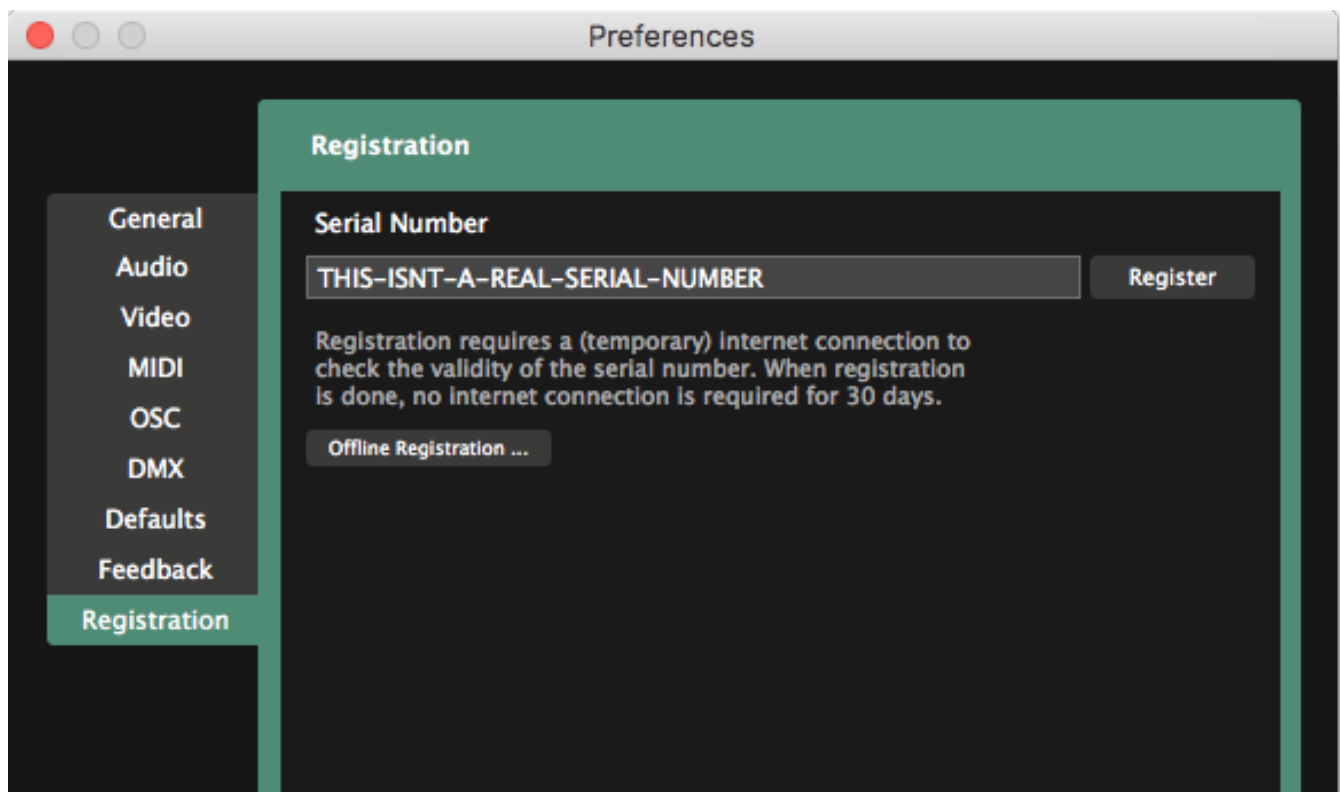 Preferences
Registration
General
Audio
Video
MIDI
OSC
DMX
Defaults
Feedback
Registration
Serial Number
THIS-ISNT-A-REAL-SERIAL-NUMBER
Register
Registration requires a (temporary) internet connection to
check the validity of the serial number. When registration
is done, no internet connection is required for 30 days.
Offline Registration ...